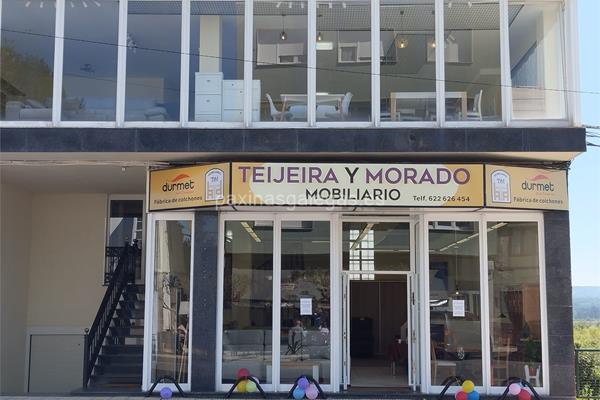 durmet
Fábrica de colchones
TEIJEIRA Y MORADO
MOBILIARIO
Telf. 622 626 454
durmet
Fábrica de colchones